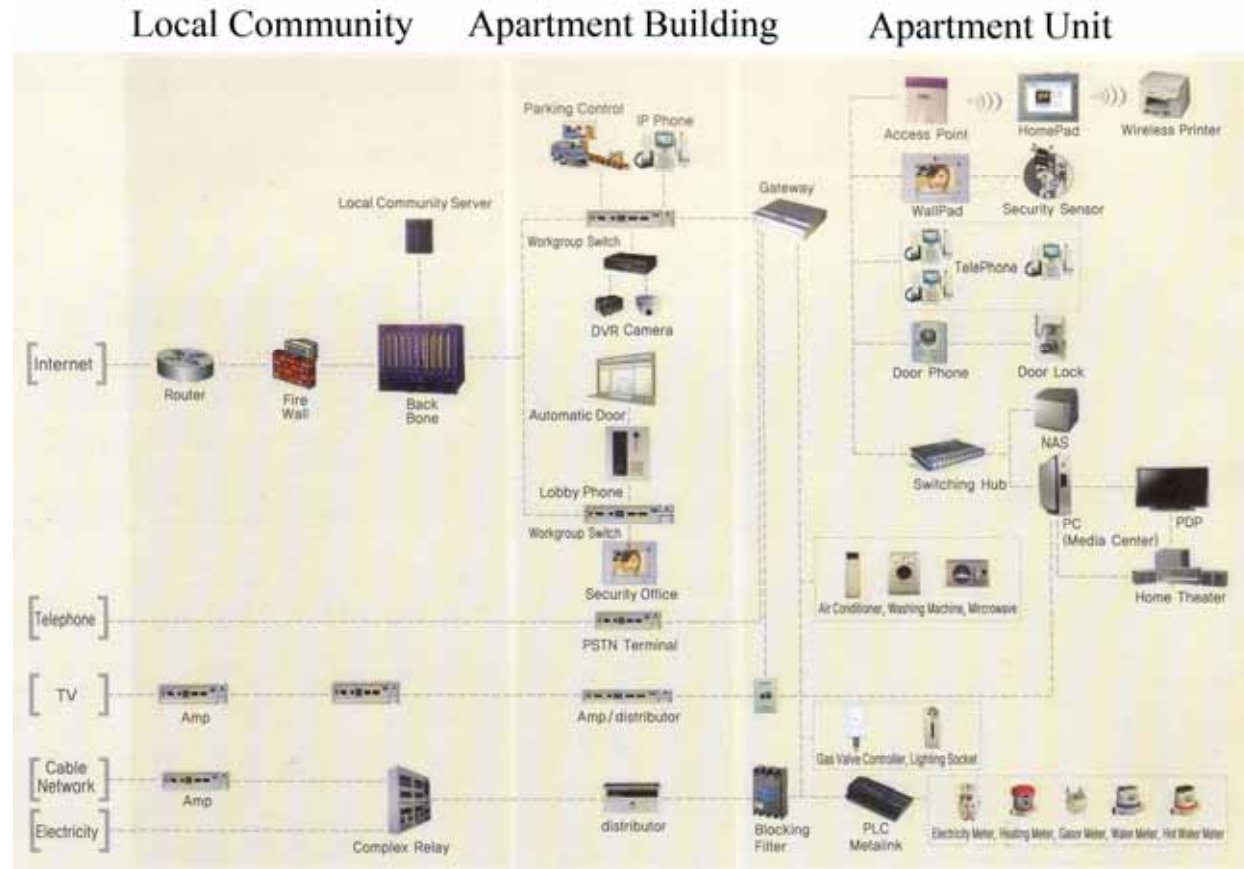 Local Community
Apartment Building
Apartment Unit
Parking Control
IP Phone
Gateway
Access Point
HomePad
Wireless Printer
Local Community Server
WallPad
Security Sensor
Workgroup Switch
TelePhone
DVR Camera
Internet
Router
Fire
Wall
Back
Bone
Door Phone
Door Lock
Automatic Door
NAS
Lobby Phone
Switching Hub
Workgroup Switch
PC
(Media Center)
PDP
Security Office
Air Conditioner, Washing Machine, Mircrowave
Home Theater
Telephone
PSTN Terminal
TV
Amp
Amp/distributor
Gas Valve Controller, Lighting Socket
Cable
Network
Amp
Electricity
Complex Relay
distributor
Blocking
Filter
PLC
Metalink
Electricity Meter, Heating Meter, Gasor Meter, Water Meter, Hot Water Meter